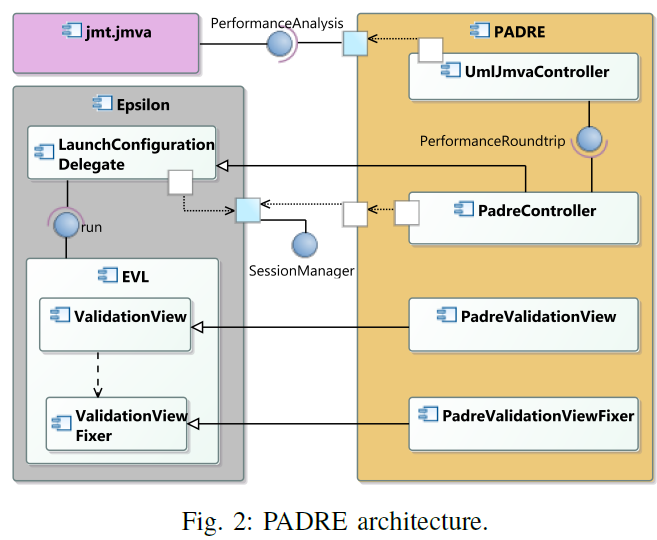 PerformanceAnalysis
jmt.jmva
PADRE
UmlJmvaController
Epsilon
LaunchConfiguration
Delegate
PerformanceRoundtrip
PadreController
run
SessionManager
EVL
ValidationView
PadreValidationView
ValidationView
Fixer
PadreValidationViewFixer
Fig. 2: PADRE architecture.